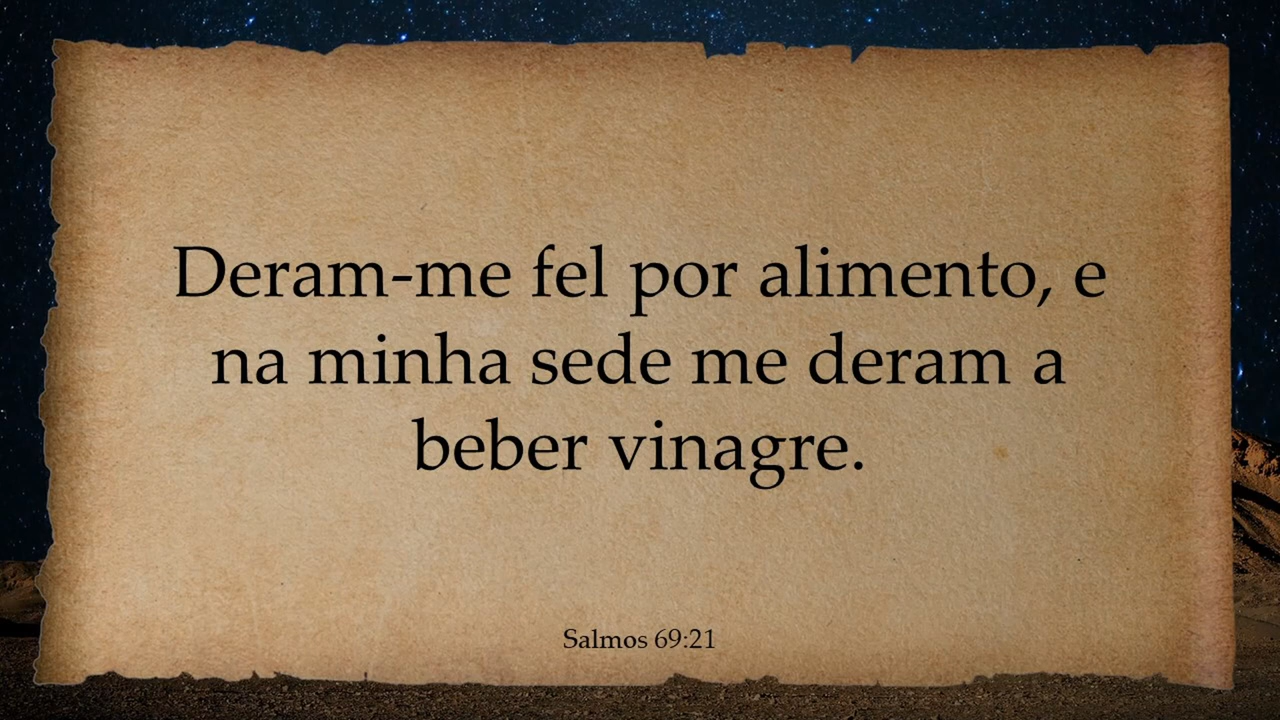 Deram-me fel por alimento, e
na minha sede me deram a
beber vinagre.
Salmos 69:21